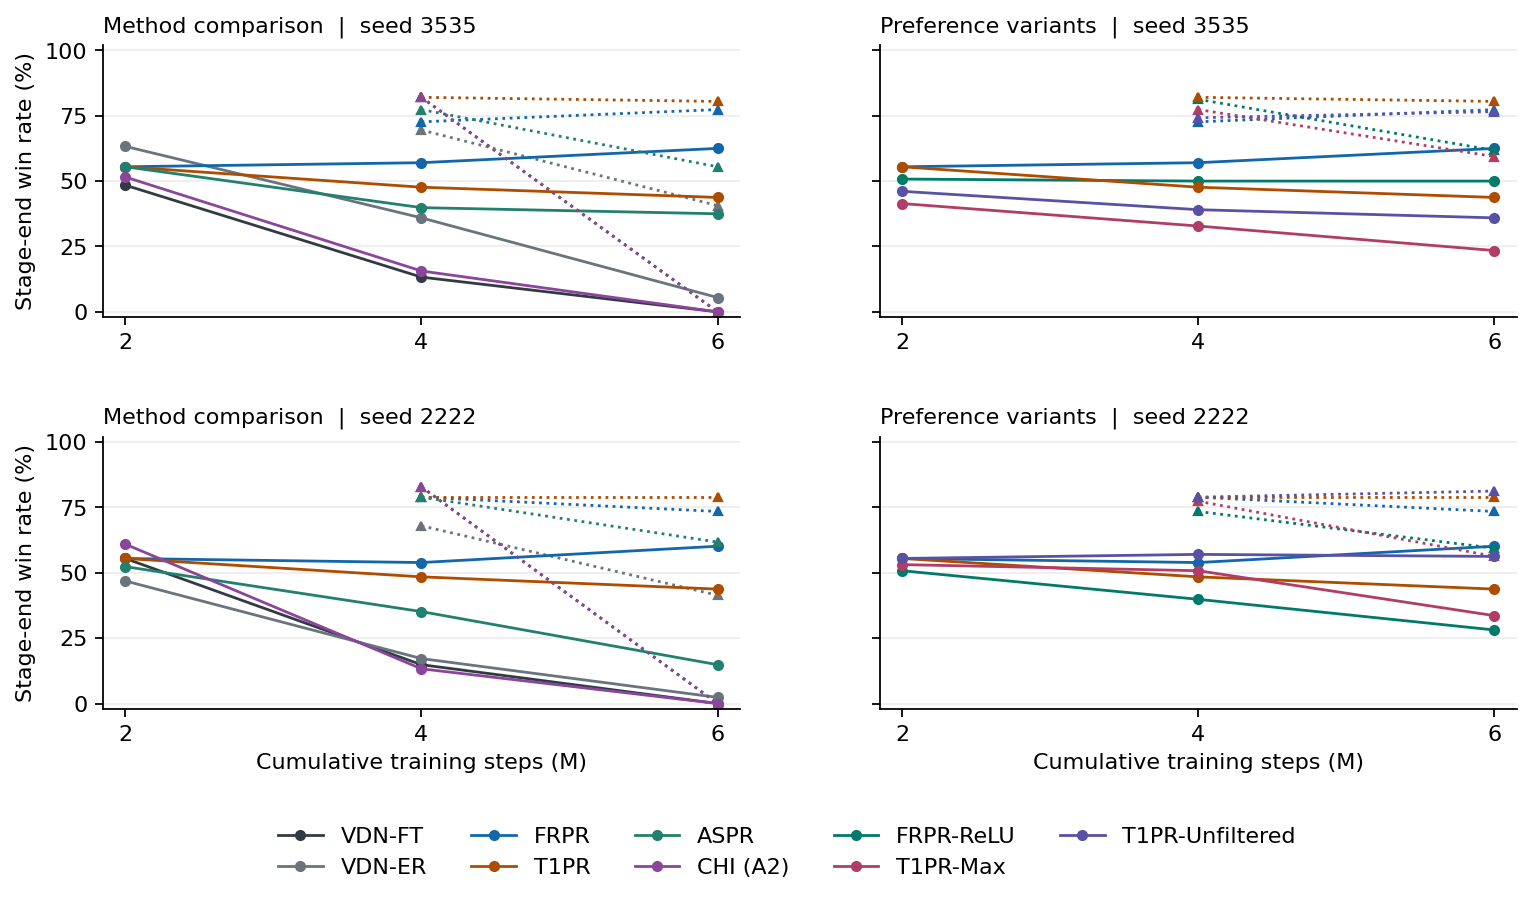 Method comparison | seed 3535
Preference variants | seed 3535
Stage-end win rate (%)
100
75
50
25
0
2 4 6
2 4 6
Method comparison | seed 2222
Preference variants | seed 2222
Stage-end win rate (%)
100
75
50
25
0
2 4 6
2 4 6
Cumulative training steps (M)
Cumulative training steps (M)
VDN-FT FRPR ASPR FRPR-ReLU T1PR-Unfiltered
VDN-ER T1PR CHI (A2) T1PR-Max